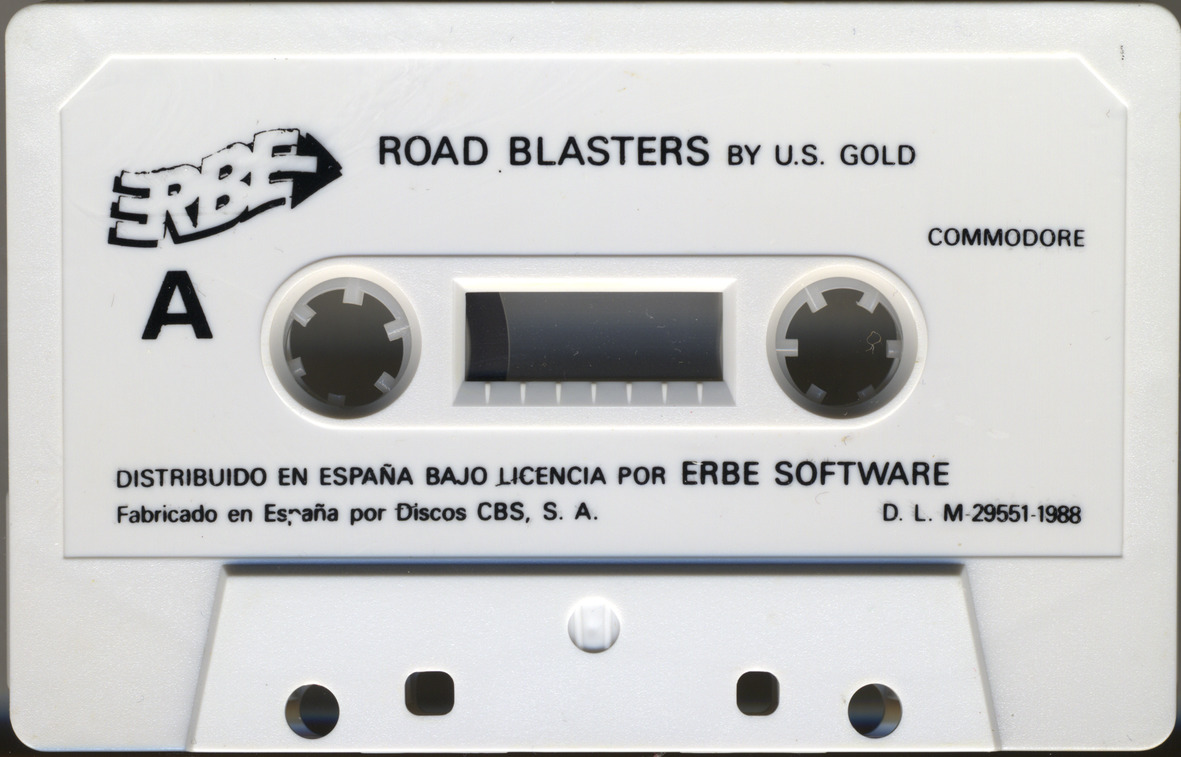 ERBE
ROAD BLASTERS BY U.S. GOLD
COMMODORE
A
DISTRIBUIDO EN ESPAÑA BAJO LICENCIA POR ERBE SOFTWARE
Fabricado en España por Discos CBS, S. A.
D. L. M-29551-1988